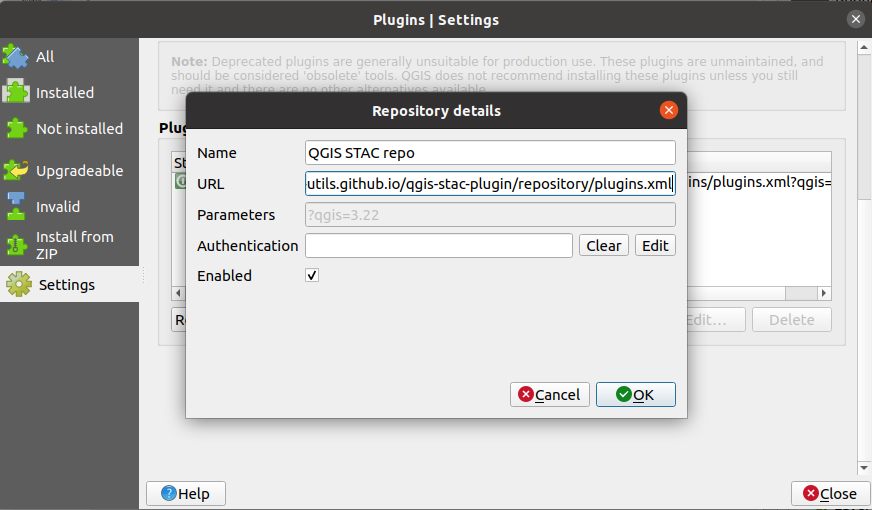 Plugins | Settings
All
Installed
Not installed
Upgradeable
Invalid
Install from
ZIP
Settings
Note: Deprecated plugins are generally unsuitable for production use. These plugins are unmaintained, and
should be considered 'obsolete' tools. QGIS does not recommend installing these plugins unless you still
need it and there are no other alternatives available.
Repository details
Name
QGIS STAC repo
URL
-utils.github.io/qgis-stac-plugin/repository/plugins.xml
ins/plugins.xml?qgis=
Parameters
?qgis=3.22
Authentication
Clear
Edit
Enabled
Edit...
Delete
Cancel
OK
Help
Close